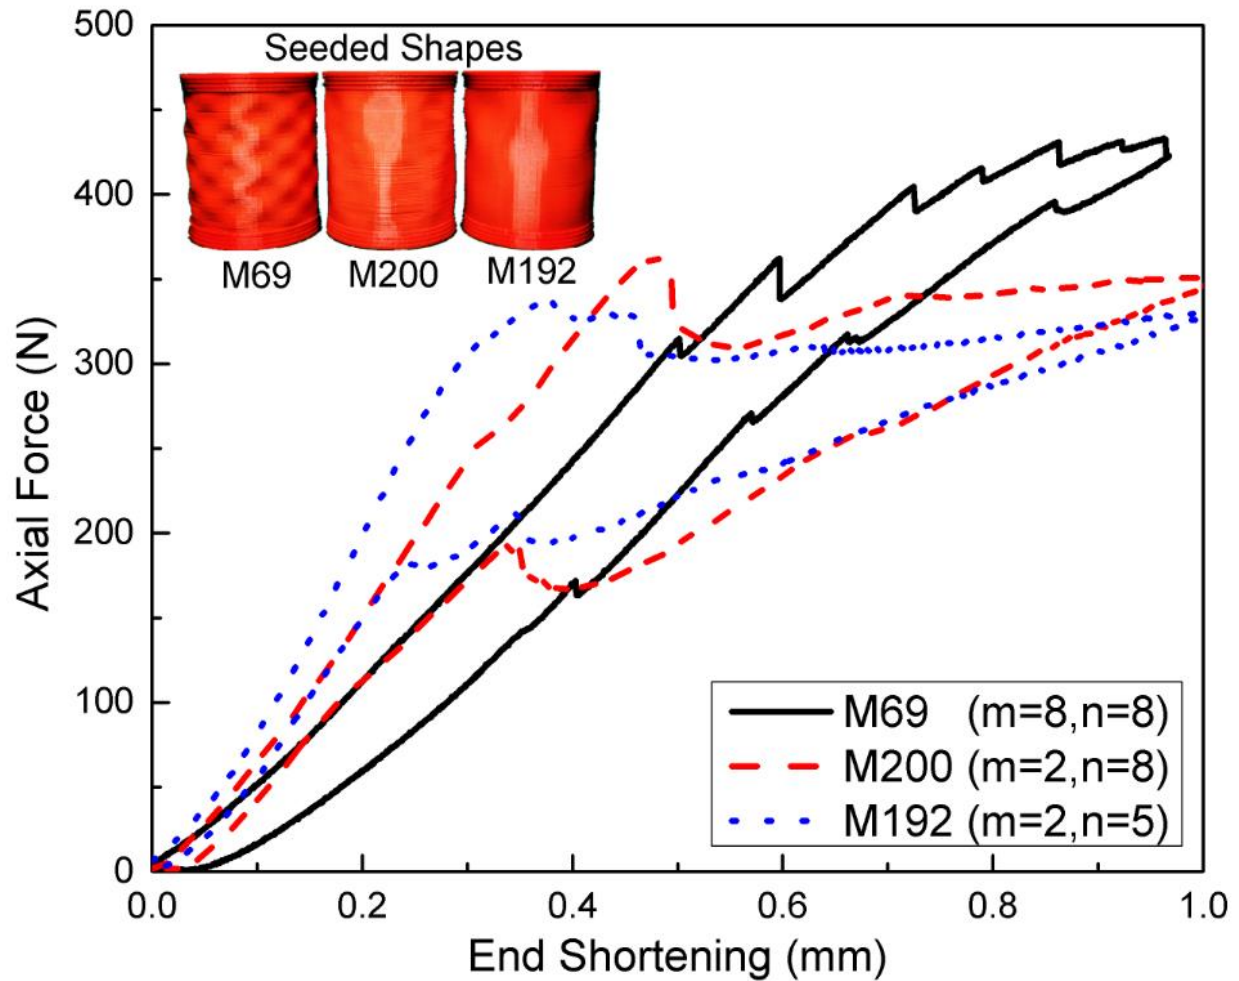 Seeded Shapes
M69 M200 M192
500
400
300
200
100
0
Axial Force (N)
M69 (m=8,n=8)
M200 (m=2,n=8)
M192 (m=2,n=5)
0.0 0.2 0.4 0.6 0.8 1.0
End Shortening (mm)